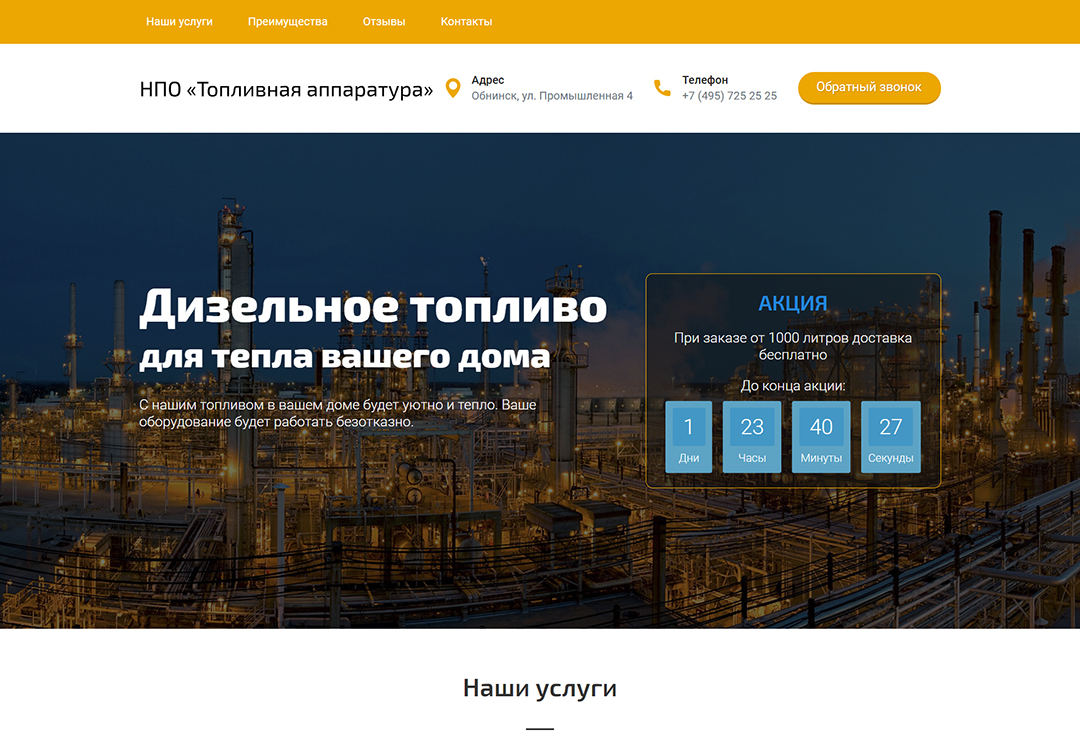 Наши услуги Преимущества Отзывы Контакты
НПО «Топливная аппаратура»
Адрес
Обнинск, ул. Промышленная 4
Телефон
+7 (495) 725 25 25
Обратный звонок
Дизельное топливо
для тепла вашего дома
С нашим топливом в вашем доме будет уютно и тепло. Ваше
оборудование будет работать безотказно.
АКЦИЯ
При заказе от 1000 литров доставка
бесплатно
До конца акции:
1 23 40 27
Дни Часы Минуты Секунды
Наши услуги